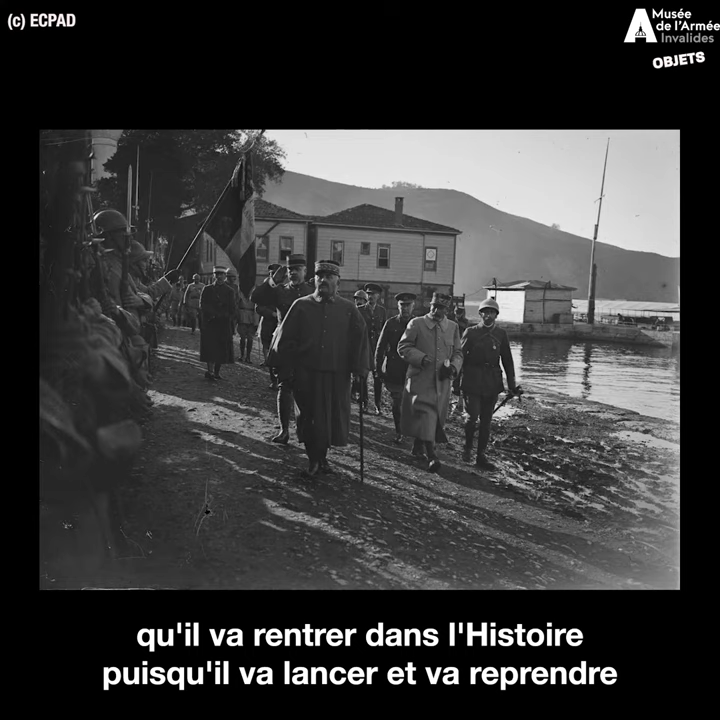 (c) ECPAD
Musée
de l'Armée
Invalides
OBJETS
qu'il va rentrer dans l'Histoire
puisqu'il va lancer et va reprendre